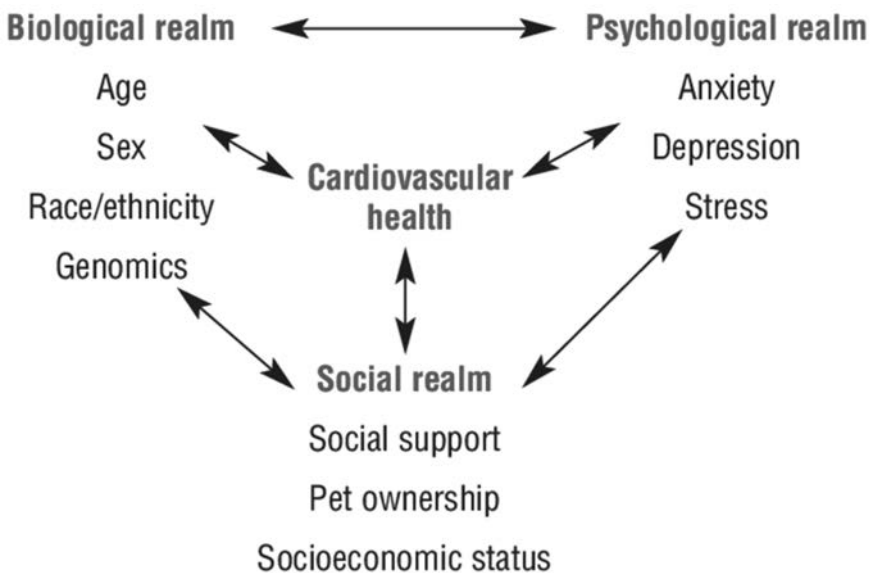 Biological realm
Psychological realm
Age
Anxiety
Sex
Depression
Cardiovascular
health
Race/ethnicity
Stress
Genomics
Social realm
Social support
Pet ownership
Socioeconomic status